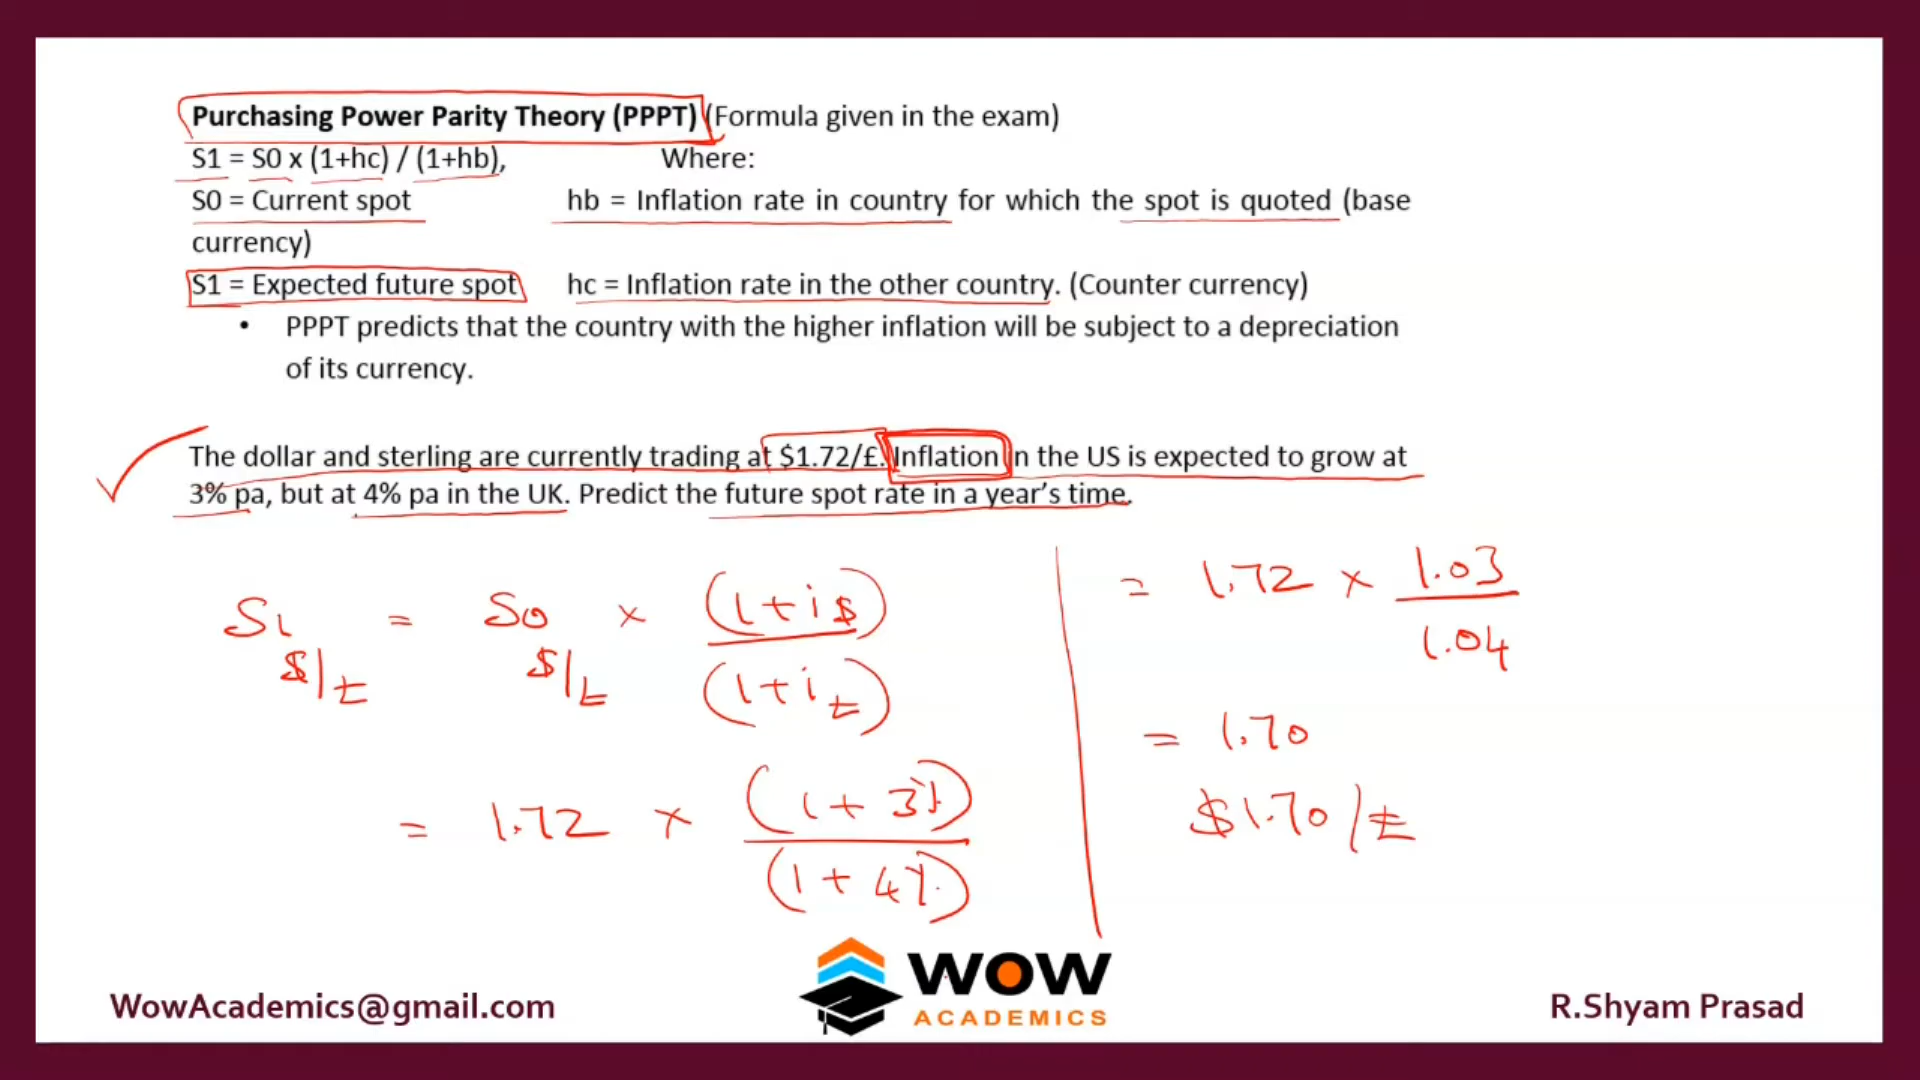 Purchasing Power Parity Theory (PPPT) (Formula given in the exam)
S1 = S0 x (1+hc) / (1+hb), Where:
S0 = Current spot hb = Inflation rate in country for which the spot is quoted (base
currency)
S1 = Expected future spot hc = Inflation rate in the other country. (Counter currency)
• PPPT predicts that the country with the higher inflation will be subject to a depreciation
of its currency.
The dollar and sterling are currently trading at $1.72/£. Inflation in the US is expected to grow at
3% pa, but at 4% pa in the UK. Predict the future spot rate in a year's time.
S1 $/£ = S0 $/£ x (1+i$) / (1+i£)
= 1.72 x (1+3%) / (1+4%)
= 1.72 x 1.03 / 1.04
= 1.70
$1.70/£
WowAcademics@gmail.com
WOW
ACADEMICS
R.Shyam Prasad